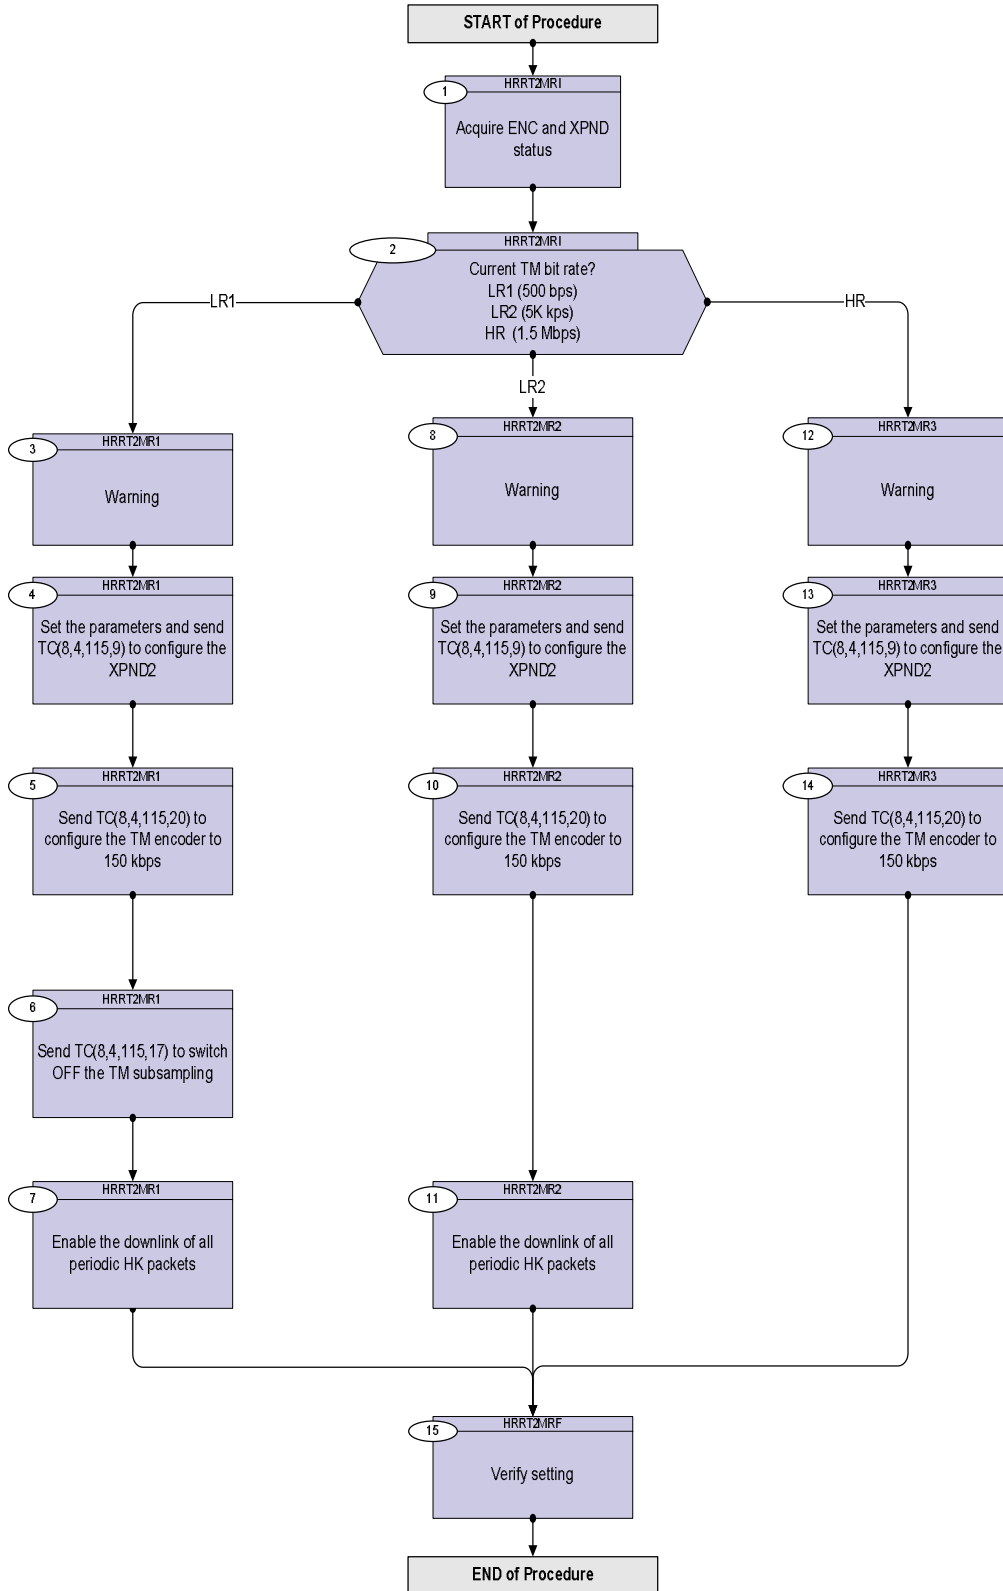 START of Procedure
HRRT2MRI
1
Acquire ENC and XPND
status
HRRT2MRI
2
Current TM bit rate?
LR1 (500 bps)
LR2 (5K kps)
HR (1.5 Mbps)
LR1
HR
LR2
HRRT2MR1
3
Warning
HRRT2MR2
8
Warning
HRRT2MR3
12
Warning
HRRT2MR1
4
Set the parameters and send
TC(8,4,115,9) to configure the
XPND2
HRRT2MR2
9
Set the parameters and send
TC(8,4,115,9) to configure the
XPND2
HRRT2MR3
13
Set the parameters and send
TC(8,4,115,9) to configure the
XPND2
HRRT2MR1
5
Send TC(8,4,115,20) to
configure the TM encoder to
150 kbps
HRRT2MR2
10
Send TC(8,4,115,20) to
configure the TM encoder to
150 kbps
HRRT2MR3
14
Send TC(8,4,115,20) to
configure the TM encoder to
150 kbps
HRRT2MR1
6
Send TC(8,4,115,17) to switch
OFF the TM subsampling
HRRT2MR1
7
Enable the downlink of all
periodic HK packets
HRRT2MR2
11
Enable the downlink of all
periodic HK packets
HRRT2MRF
15
Verify setting
END of Procedure